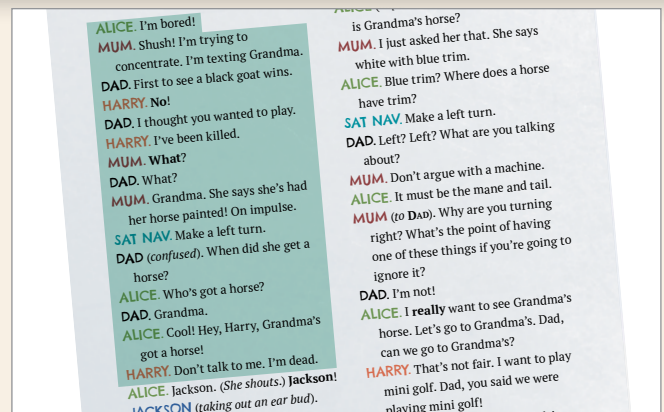 ALICE. I'm bored!
MUM. Shush! I'm trying to
concentrate. I'm texting Grandma.
DAD. First to see a black goat wins.
HARRY. No!
DAD. I thought you wanted to play.
HARRY. I've been killed.
MUM. What?
DAD. What?
MUM. Grandma. She says she's had
her horse painted! On impulse.
SAT NAV. Make a left turn.
DAD (confused). When did she get a
horse?
ALICE. Who's got a horse?
DAD. Grandma.
ALICE. Cool! Hey, Harry, Grandma's
got a horse!
HARRY. Don't talk to me. I'm dead.
ALICE. Jackson. (She shouts.) Jackson!
JACKSON (taking out an ear bud).
is Grandma's horse?
MUM. I just asked her that. She says
white with blue trim.
ALICE. Blue trim? Where does a horse
have trim?
SAT NAV. Make a left turn.
DAD. Left? Left? What are you talking
about?
MUM. Don't argue with a machine.
ALICE. It must be the mane and tail.
MUM (to DAD). Why are you turning
right? What's the point of having
one of these things if you're going to
ignore it?
DAD. I'm not!
ALICE. I really want to see Grandma's
horse. Let's go to Grandma's. Dad,
can we go to Grandma's?
HARRY. That's not fair. I want to play
mini golf. Dad, you said we were
playing mini golf!